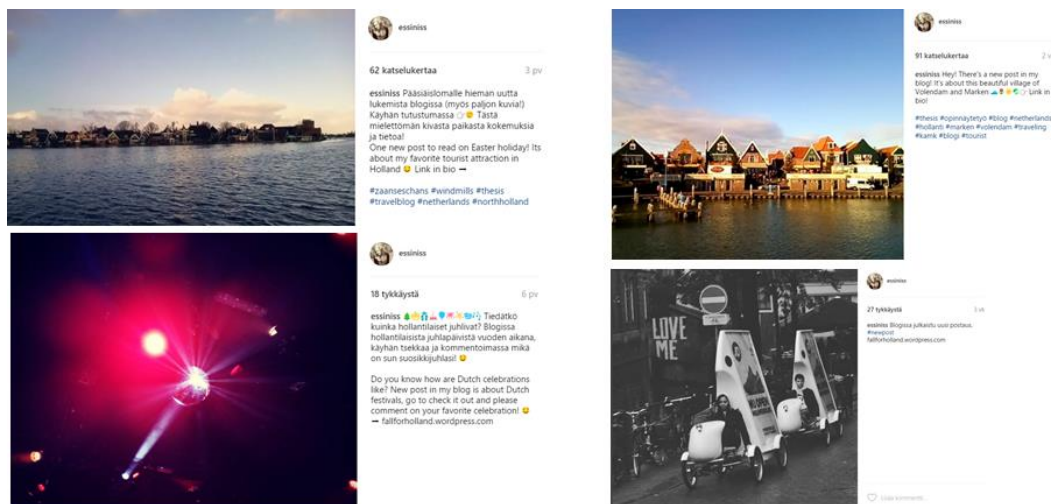 essiniss
62 katselukertaa 3 pv
essiniss Pääsiäislomalle hieman uutta
lukemista blogissa (myös paljon kuvia!)
Käyhän tutustumassa 👉😊 Tästä
mielettömän kivasta paikasta kokemuksia
ja tietoa!
One new post to read on Easter holiday! Its
about my favorite tourist attraction in
Holland 😊 Link in bio ➡
#zaanseschans #windmills #thesis
#travelblog #netherlands #northholland
essiniss
18 tykkäystä 6 pv
essiniss Tiedätkö
kuinka hollantilaiset juhlivat? Blogissa
hollantilaisista juhlapäivistä vuoden aikana,
käyhän tsekkaa ja kommentoimassa mikä
on sun suosikkijuhlasi! 😊
Do you know how are Dutch celebrations
like? New post in my blog is about Dutch
festivals, go to check it out and please
comment on your favorite celebration! 😊
➡ fallforholland.wordpress.com
essiniss
91 katselukertaa
essiniss Hey! There's a new post in my
blog! It's about this beautiful village of
Volendam and Marken Link in
bio!
#thesis #opinnäytetyö #blog #netherlands
#hollanti #marken #volendam #traveling
#kamk #blogi #tourist
essiniss
27 tykkäystä
essiniss Blogissa julkaistu uusi postaus.
#newpost
fallforholland.wordpress.com
LOVE
ME
Lisää kommentti...